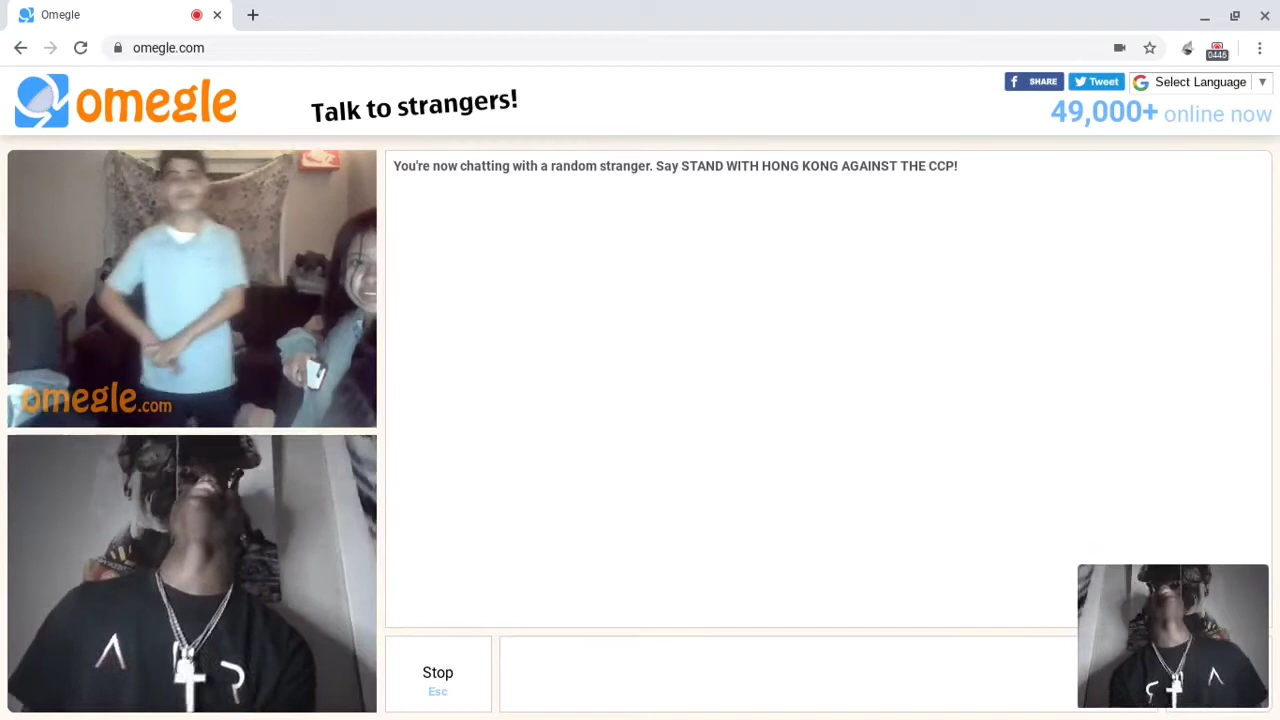 Omegle
omegle.com
0446
omegle
Talk to strangers!
SHARE
Tweet
Select Language
49,000+ online now
You're now chatting with a random stranger. Say STAND WITH HONG KONG AGAINST THE CCP!
omegle.com
Stop
Esc